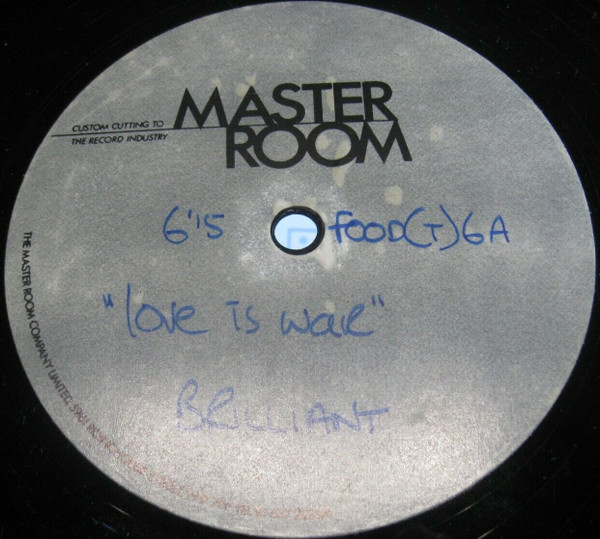 CUSTOM CUTTING TO
THE RECORD INDUSTRY
MASTER
ROOM
6'15 FOOD(T)6A
"love is war"
BRILLIANT
THE MASTER ROOM COMPANY LIMITED,